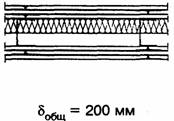 δобщ = 200 мм